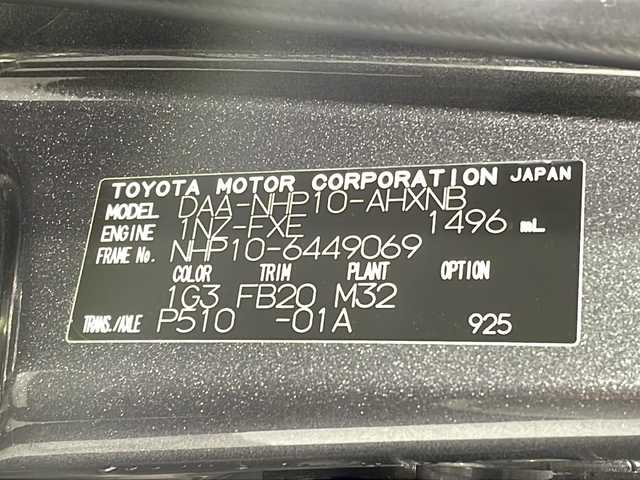 TOYOTA MOTOR CORPORATION JAPAN
MODEL DAA-NHP10-AHXNB
ENGINE 1NZ-FXE 1496 mL
FRAME No. NHP10-6449069
COLOR TRIM PLANT OPTION
1G3 FB20 M32
TRANS./AXLE P510 -01A 925